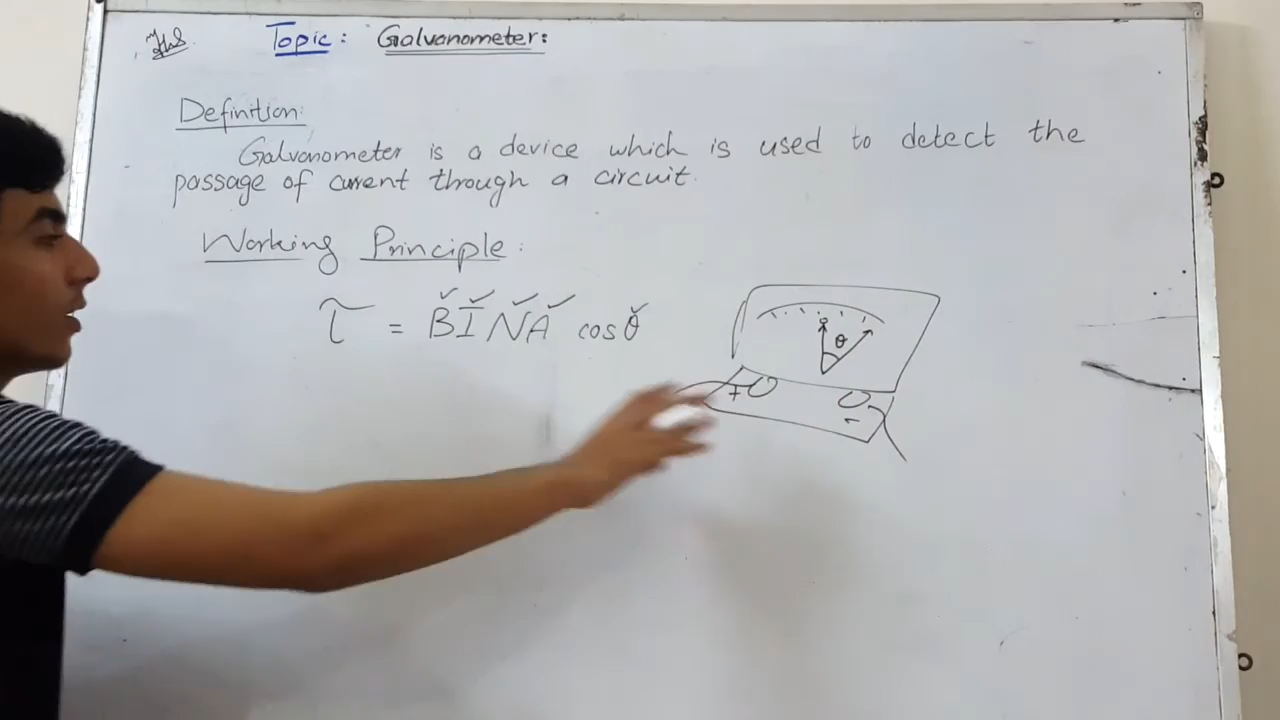 Topic: Galvanometer:
Definition:
Galvanometer is a device which is used to detect the
passage of current through a circuit.
Working Principle:
τ = BINA cos θ
θ
+
-